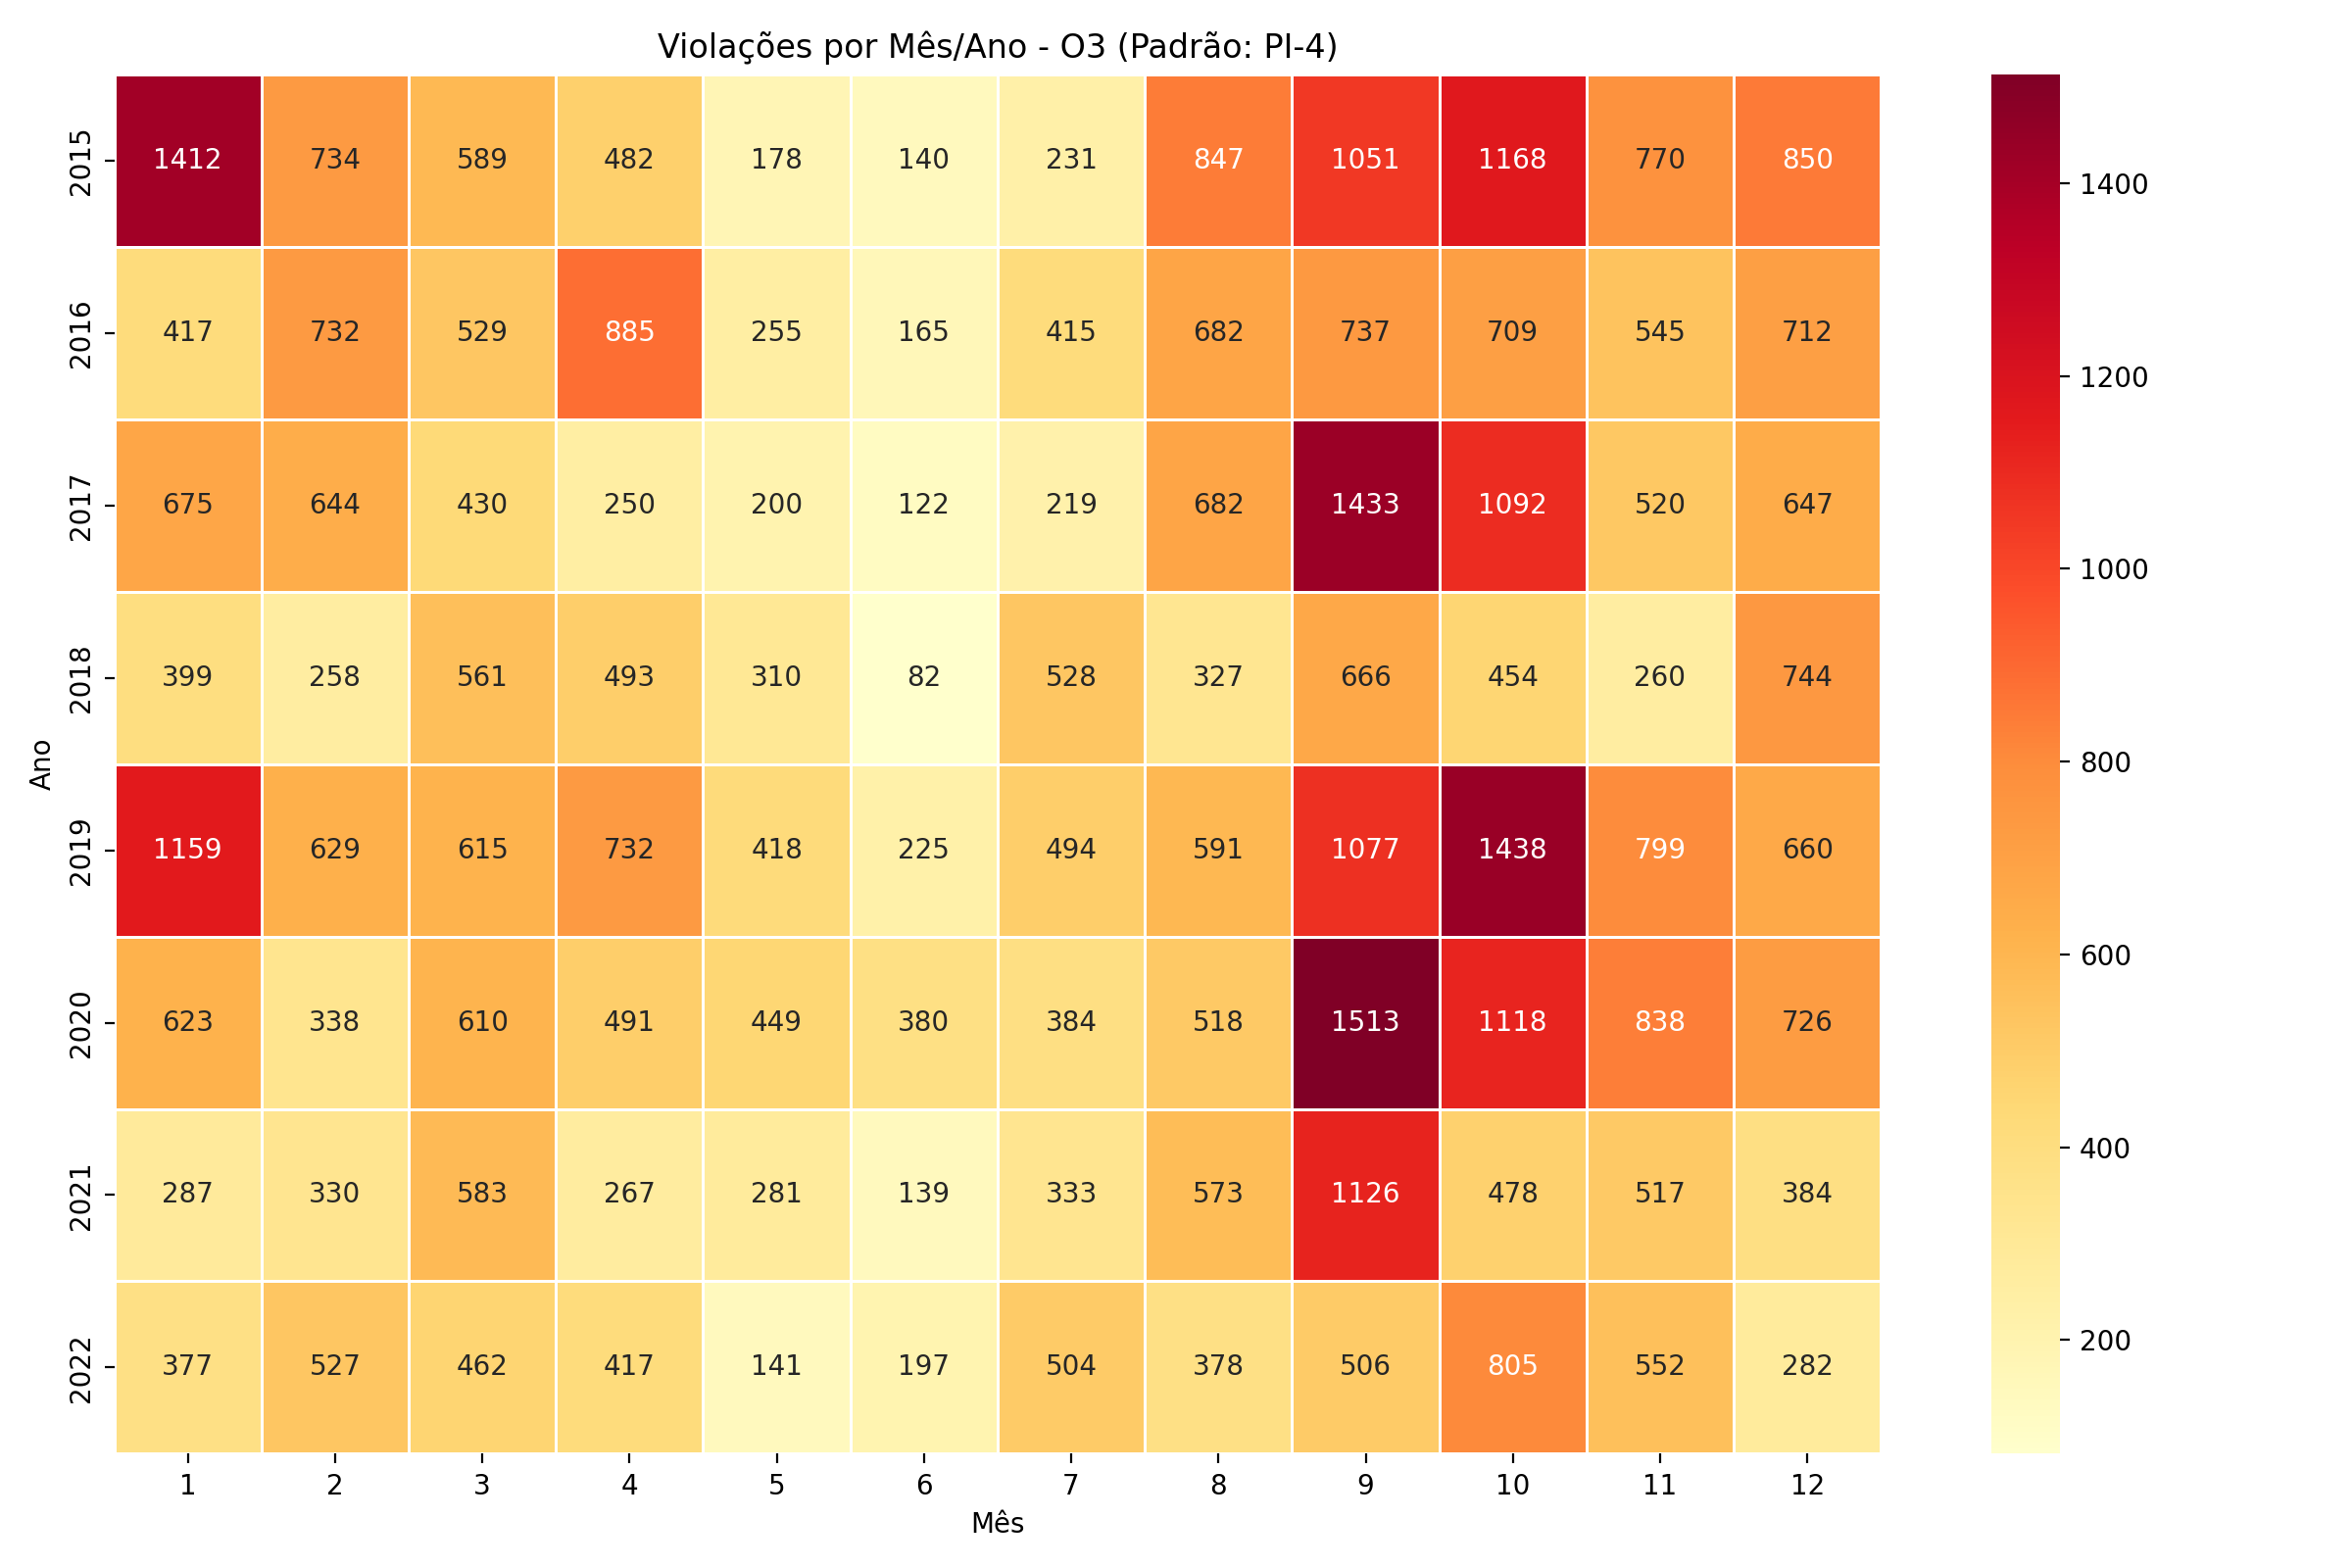 Violações por Mês/Ano - O3 (Padrão: PI-4)
2015 1412 734 589 482 178 140 231 847 1051 1168 770 850
2016 417 732 529 885 255 165 415 682 737 709 545 712
2017 675 644 430 250 200 122 219 682 1433 1092 520 647
2018 399 258 561 493 310 82 528 327 666 454 260 744
Ano
2019 1159 629 615 732 418 225 494 591 1077 1438 799 660
2020 623 338 610 491 449 380 384 518 1513 1118 838 726
2021 287 330 583 267 281 139 333 573 1126 478 517 384
2022 377 527 462 417 141 197 504 378 506 805 552 282
1 2 3 4 5 6 7 8 9 10 11 12
Mês
1400
1200
1000
800
600
400
200